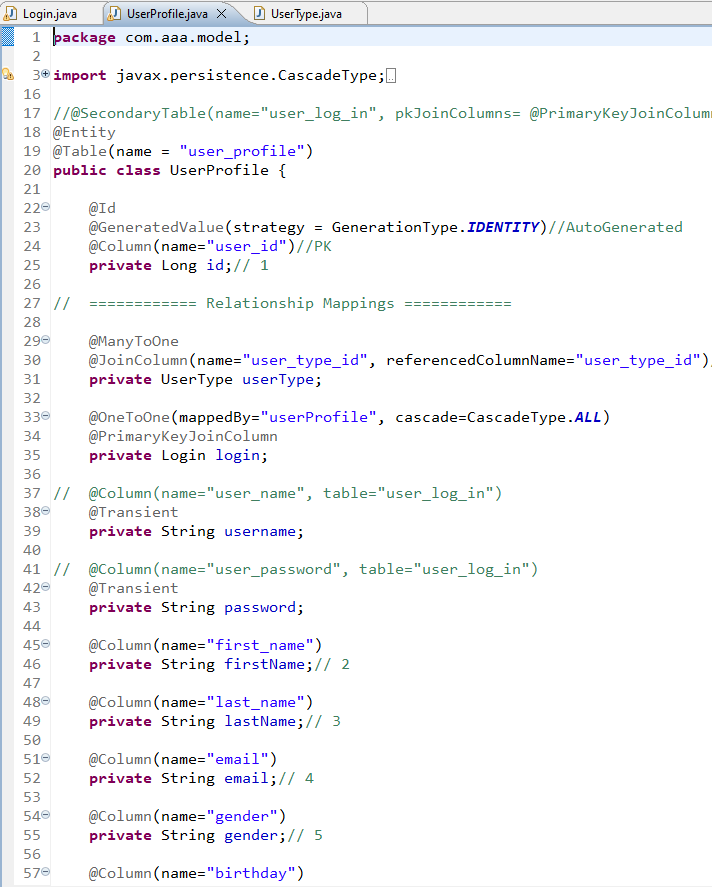 Login.java UserProfile.java UserType.java
1 package com.aaa.model;
2
3 import javax.persistence.CascadeType;
16
17 //@SecondaryTable(name="user_log_in", pkJoinColumns= @PrimaryKeyJoinColumn
18 @Entity
19 @Table(name = "user_profile")
20 public class UserProfile {
21
22 @Id
23 @GeneratedValue(strategy = GenerationType.IDENTITY)//AutoGenerated
24 @Column(name="user_id")//PK
25 private Long id;// 1
26
27 // ============ Relationship Mappings ============
28
29 @ManyToOne
30 @JoinColumn(name="user_type_id", referencedColumnName="user_type_id")
31 private UserType userType;
32
33 @OneToOne(mappedBy="userProfile", cascade=CascadeType.ALL)
34 @PrimaryKeyJoinColumn
35 private Login login;
36
37 // @Column(name="user_name", table="user_log_in")
38 @Transient
39 private String username;
40
41 // @Column(name="user_password", table="user_log_in")
42 @Transient
43 private String password;
44
45 @Column(name="first_name")
46 private String firstName;// 2
47
48 @Column(name="last_name")
49 private String lastName;// 3
50
51 @Column(name="email")
52 private String email;// 4
53
54 @Column(name="gender")
55 private String gender;// 5
56
57 @Column(name="birthday")